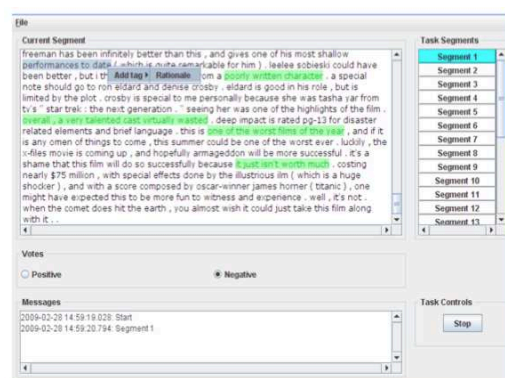 File
Current Segment
freeman has been infinitely better than this , and gives one of his most shallow
performances to date ( which is quite remarkable for him ) . leelee sobieski could have
been better , but i th Add tag Rationale om a poorly written character . a special
note should go to ron eldard and denise crosby . eldard is good in his role , but is
limited by the plot . crosby is special to me personally because she was tasha yar from
tv's " star trek : the next generation . " seeing her was one of the highlights of the film .
overall , a very talented cast virtually wasted . deep impact is rated pg-13 for disaster
related elements and brief language . this is one of the worst films of the year , and if it
is any omen of things to come , this summer could be one of the worst ever . luckily , the
x-files movie is coming up , and hopefully armageddon will be more successful . it's a
shame that this film will do so successfully because it just isn't worth much . costing
nearly $75 million , with special effects done by the illustrious ilm ( which is a huge
shocker ) , and with a score composed by oscar-winner james horner ( titanic ) , one
might have expected this to be more fun to witness and experience . well , it's not .
when the comet does hit the earth , you almost wish it could just take this film along
with it . .
Task Segments
Segment 1
Segment 2
Segment 3
Segment 4
Segment 5
Segment 6
Segment 7
Segment 8
Segment 9
Segment 10
Segment 11
Segment 12
Segment 13
Votes
Positive
Negative
Messages
2009-02-28 14:59:19.028: Start
2009-02-28 14:59:20.794: Segment 1
Task Controls
Stop